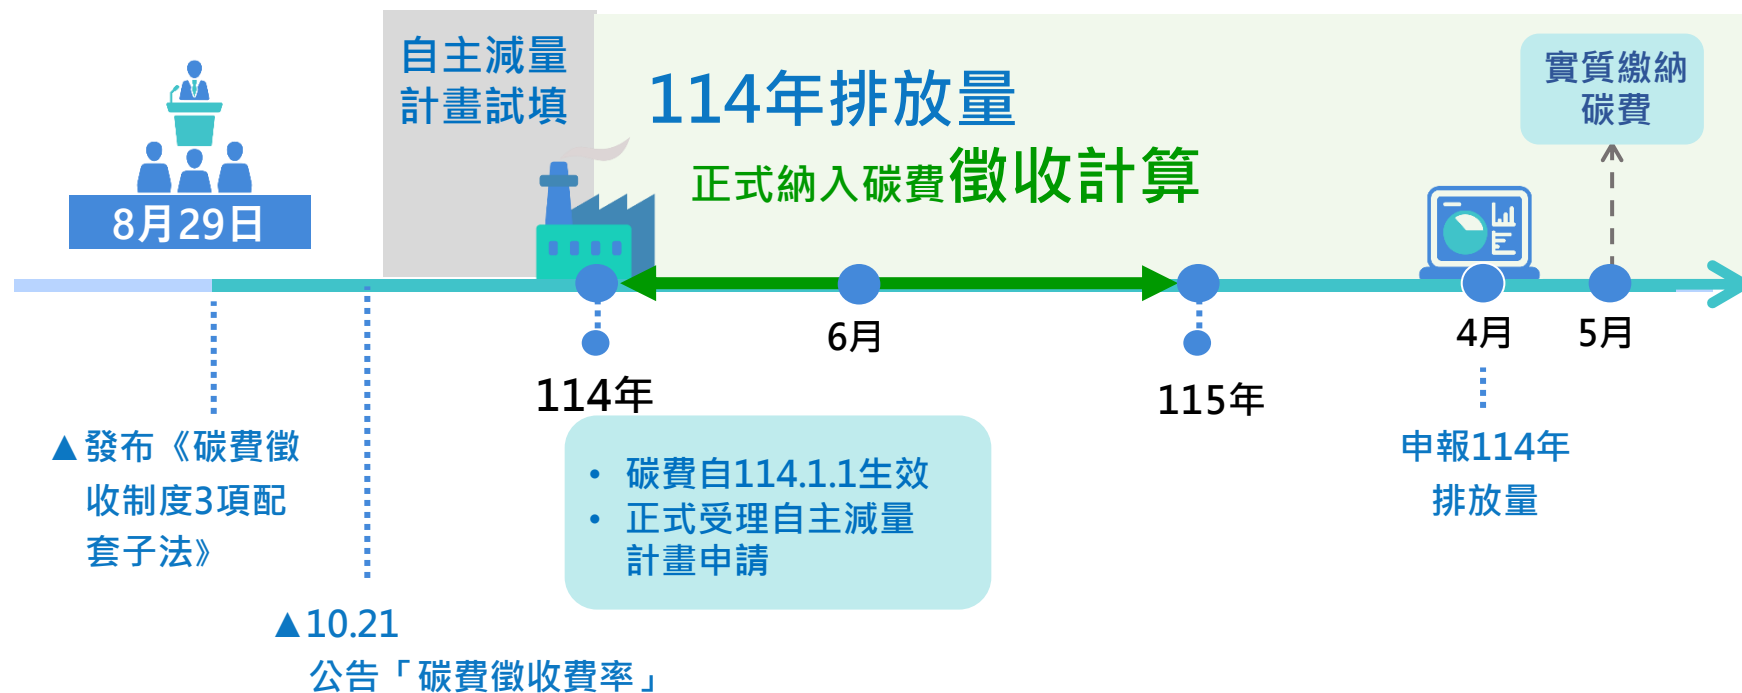 自主減量
計畫試填
114年排放量
正式納入碳費徵收計算
實質繳納
碳費
8月29日
6月
4月
5月
114年
115年
▲發布《碳費徵
收制度3項配
套子法》
• 碳費自114.1.1生效
• 正式受理自主減量
計畫申請
申報114年
排放量
▲10.21
公告「碳費徵收費率」